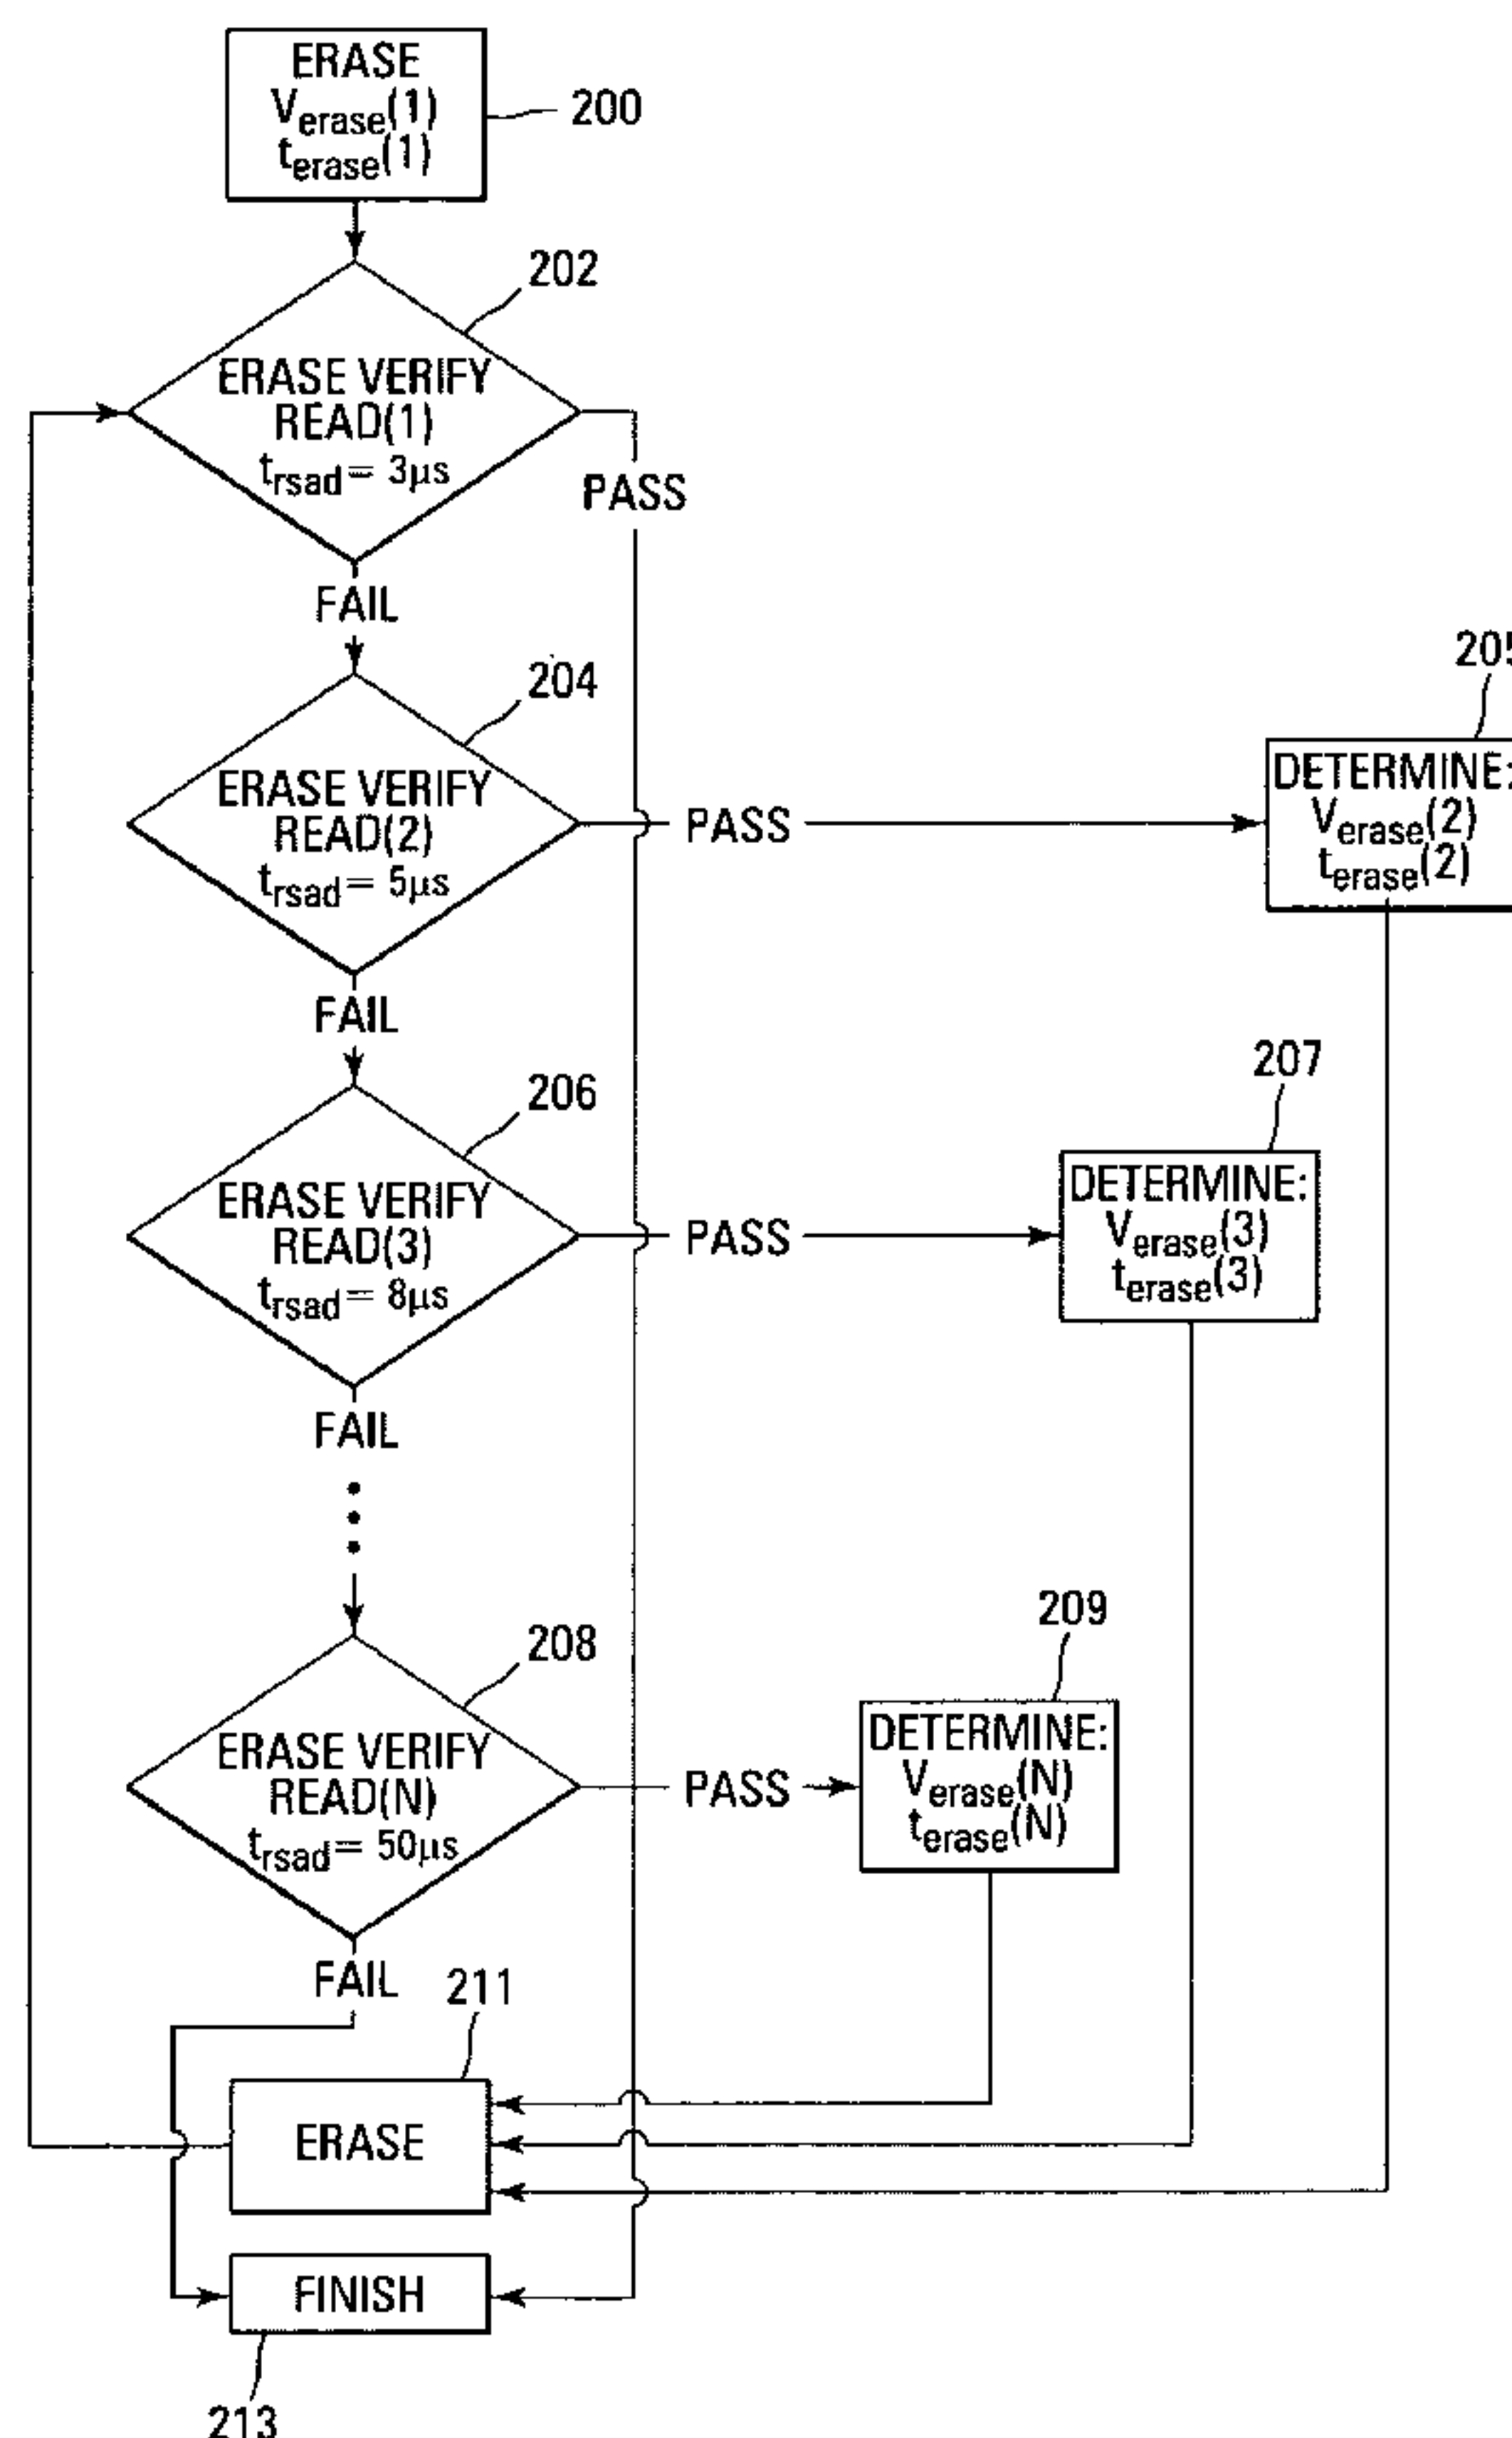 ERASE
Verase(1)
terase(1)
200
202
ERASE VERIFY
READ(1)
trsad = 3µs
PASS
FAIL
204
ERASE VERIFY
READ(2)
trsad = 5µs
PASS
205
DETERMINE:
Verase(2)
terase(2)
FAIL
206
ERASE VERIFY
READ(3)
trsad = 8µs
PASS
207
DETERMINE:
Verase(3)
terase(3)
FAIL
208
ERASE VERIFY
READ(N)
trsad = 50µs
PASS
209
DETERMINE:
Verase(N)
terase(N)
FAIL
211
ERASE
FINISH
213